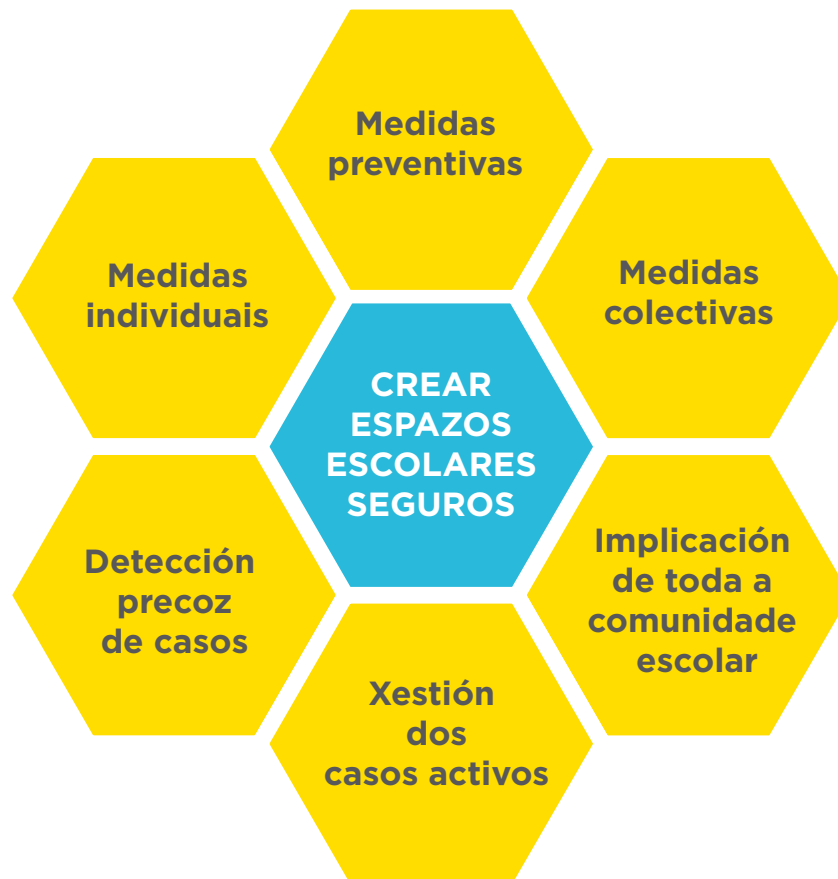 Medidas
preventivas
Medidas
individuais
Medidas
colectivas
CREAR
ESPAZOS
ESCOLARES
SEGUROS
Detección
precoz
de casos
Implicación
de toda a
comunidade
escolar
Xestión
dos
casos activos